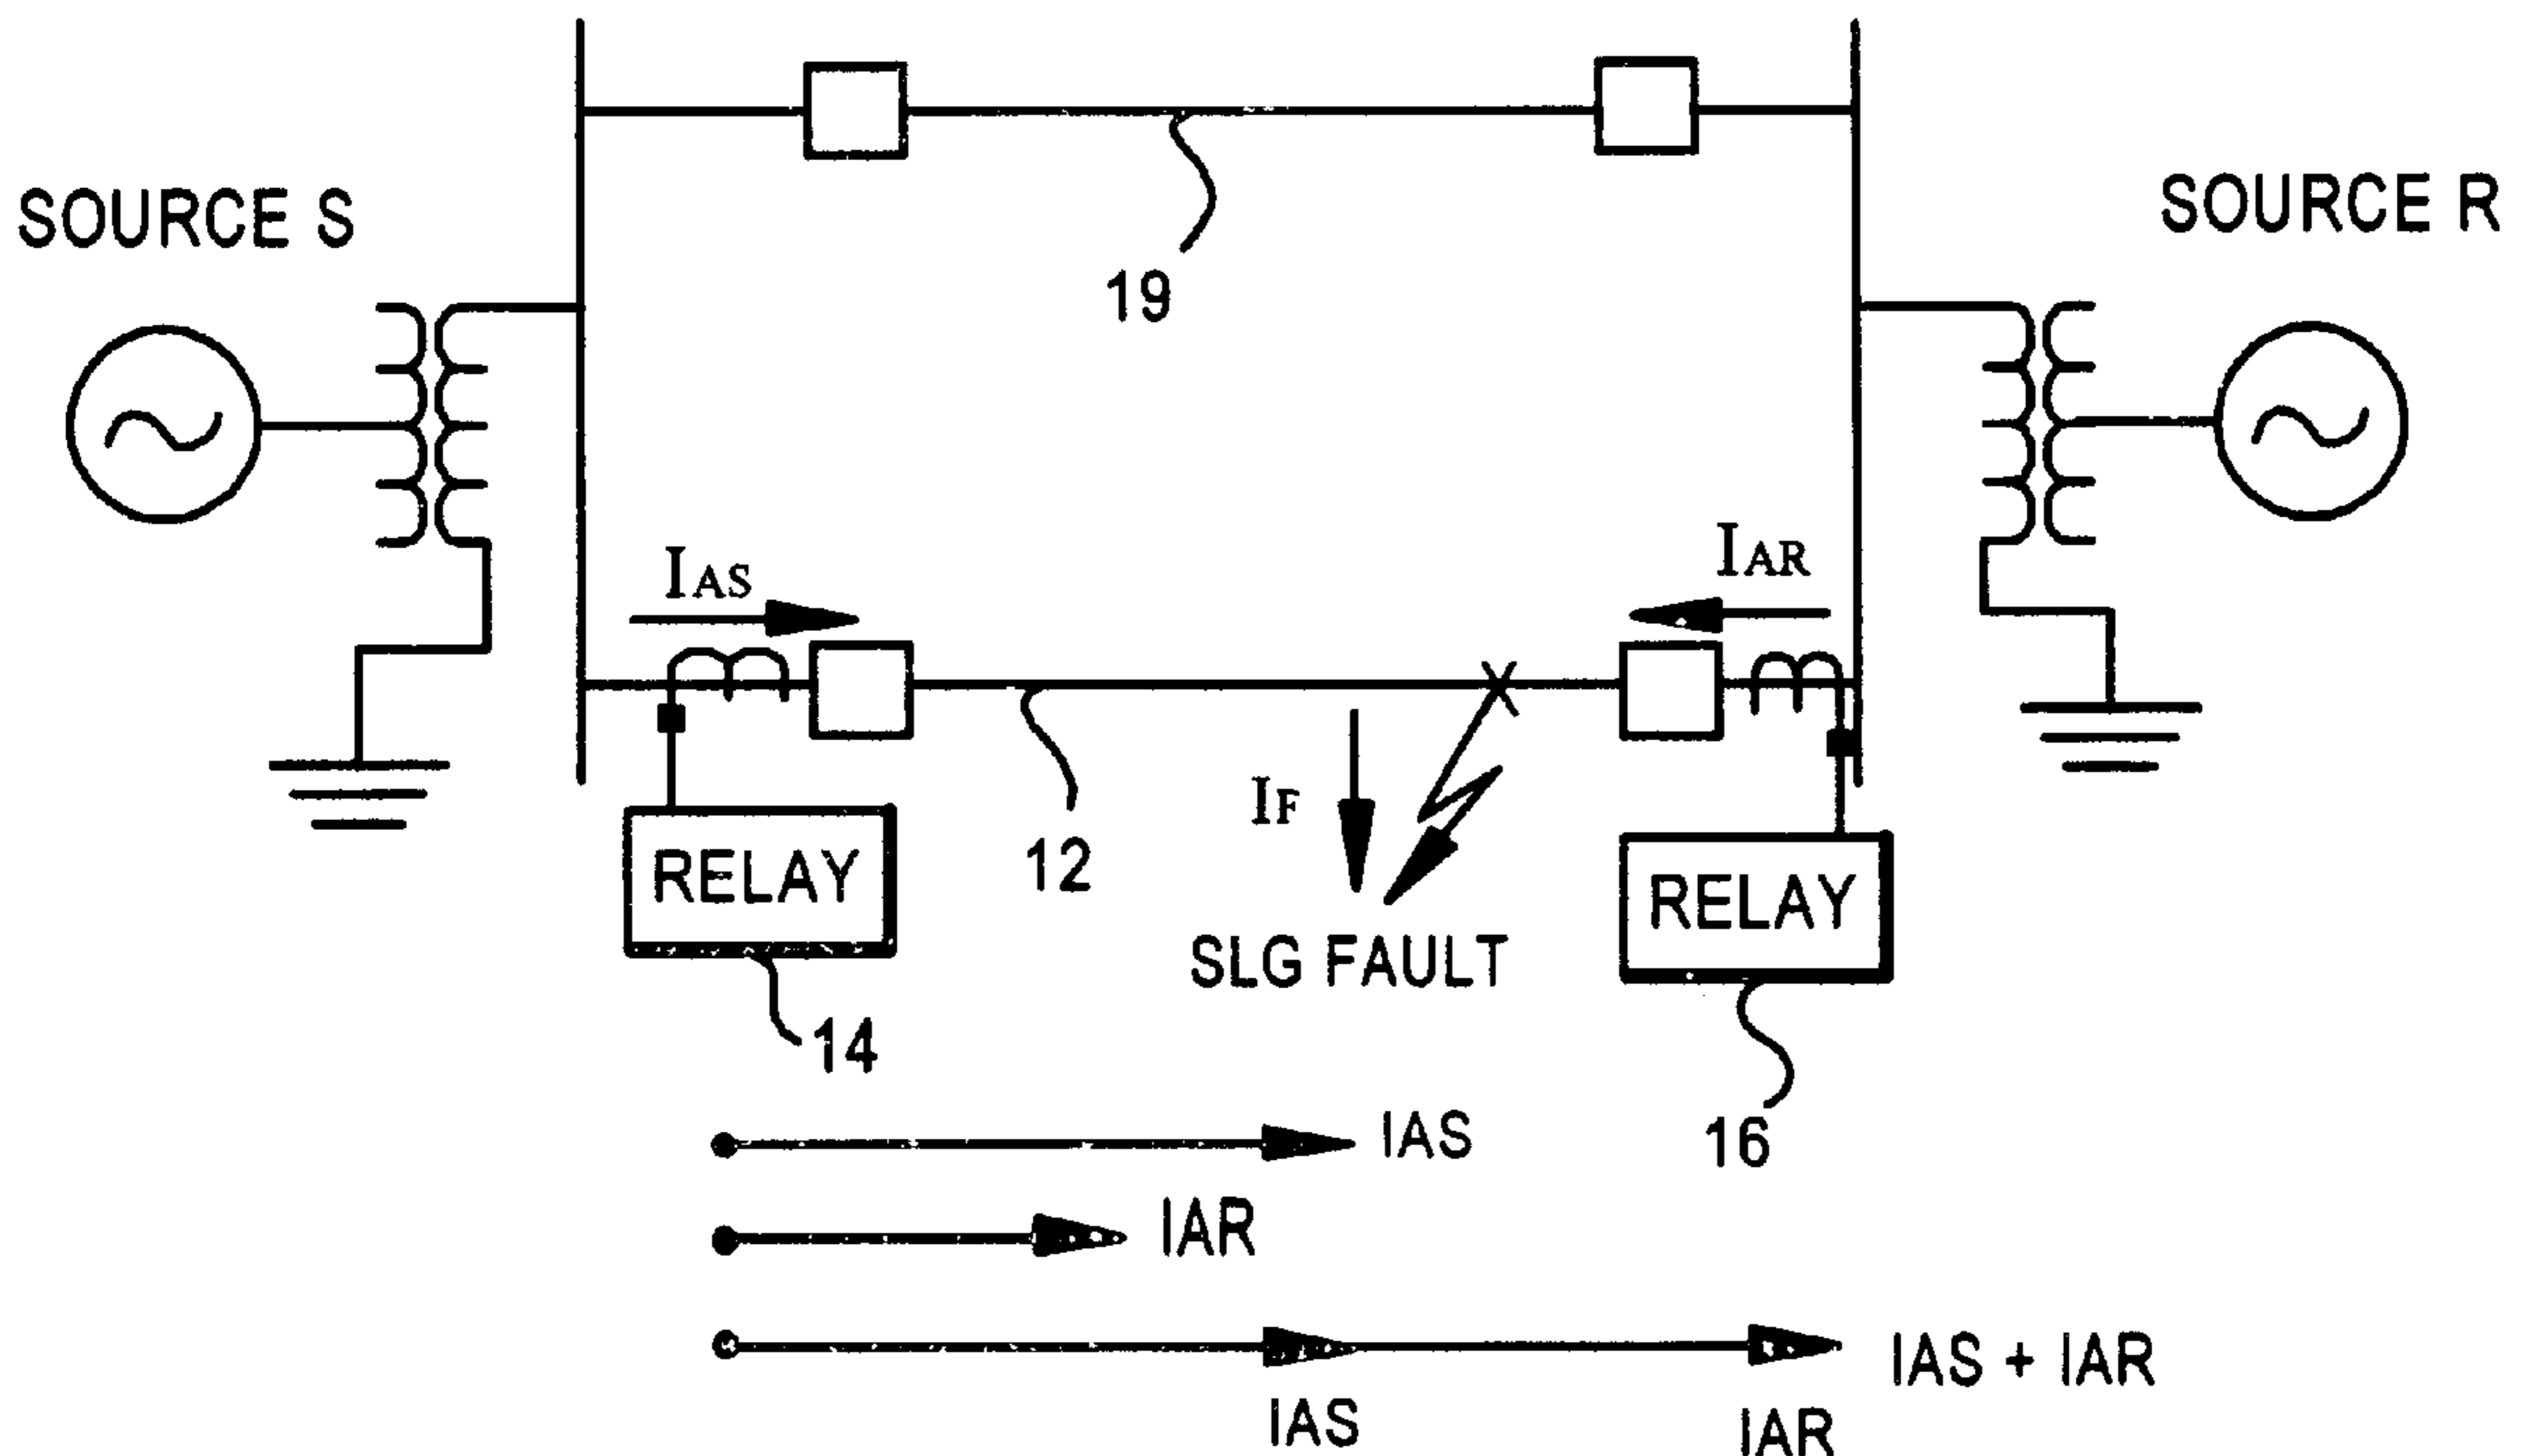 SOURCE S
SOURCE R
19
IAS
IAR
IF
RELAY
12
RELAY
SLG FAULT
14
16
IAS
IAR
IAS + IAR
IAS
IAR